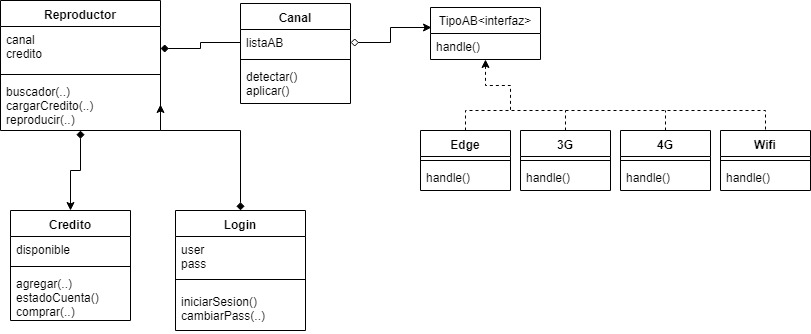 Reproductor
canal
credito
buscador(..)
cargarCredito(..)
reproducir(..)
Canal
listaAB
detectar()
aplicar()
TipoAB<interfaz>
handle()
Edge
handle()
3G
handle()
4G
handle()
Wifi
handle()
Credito
disponible
agregar(..)
estadoCuenta()
comprar(..)
Login
user
pass
iniciarSesion()
cambiarPass(..)